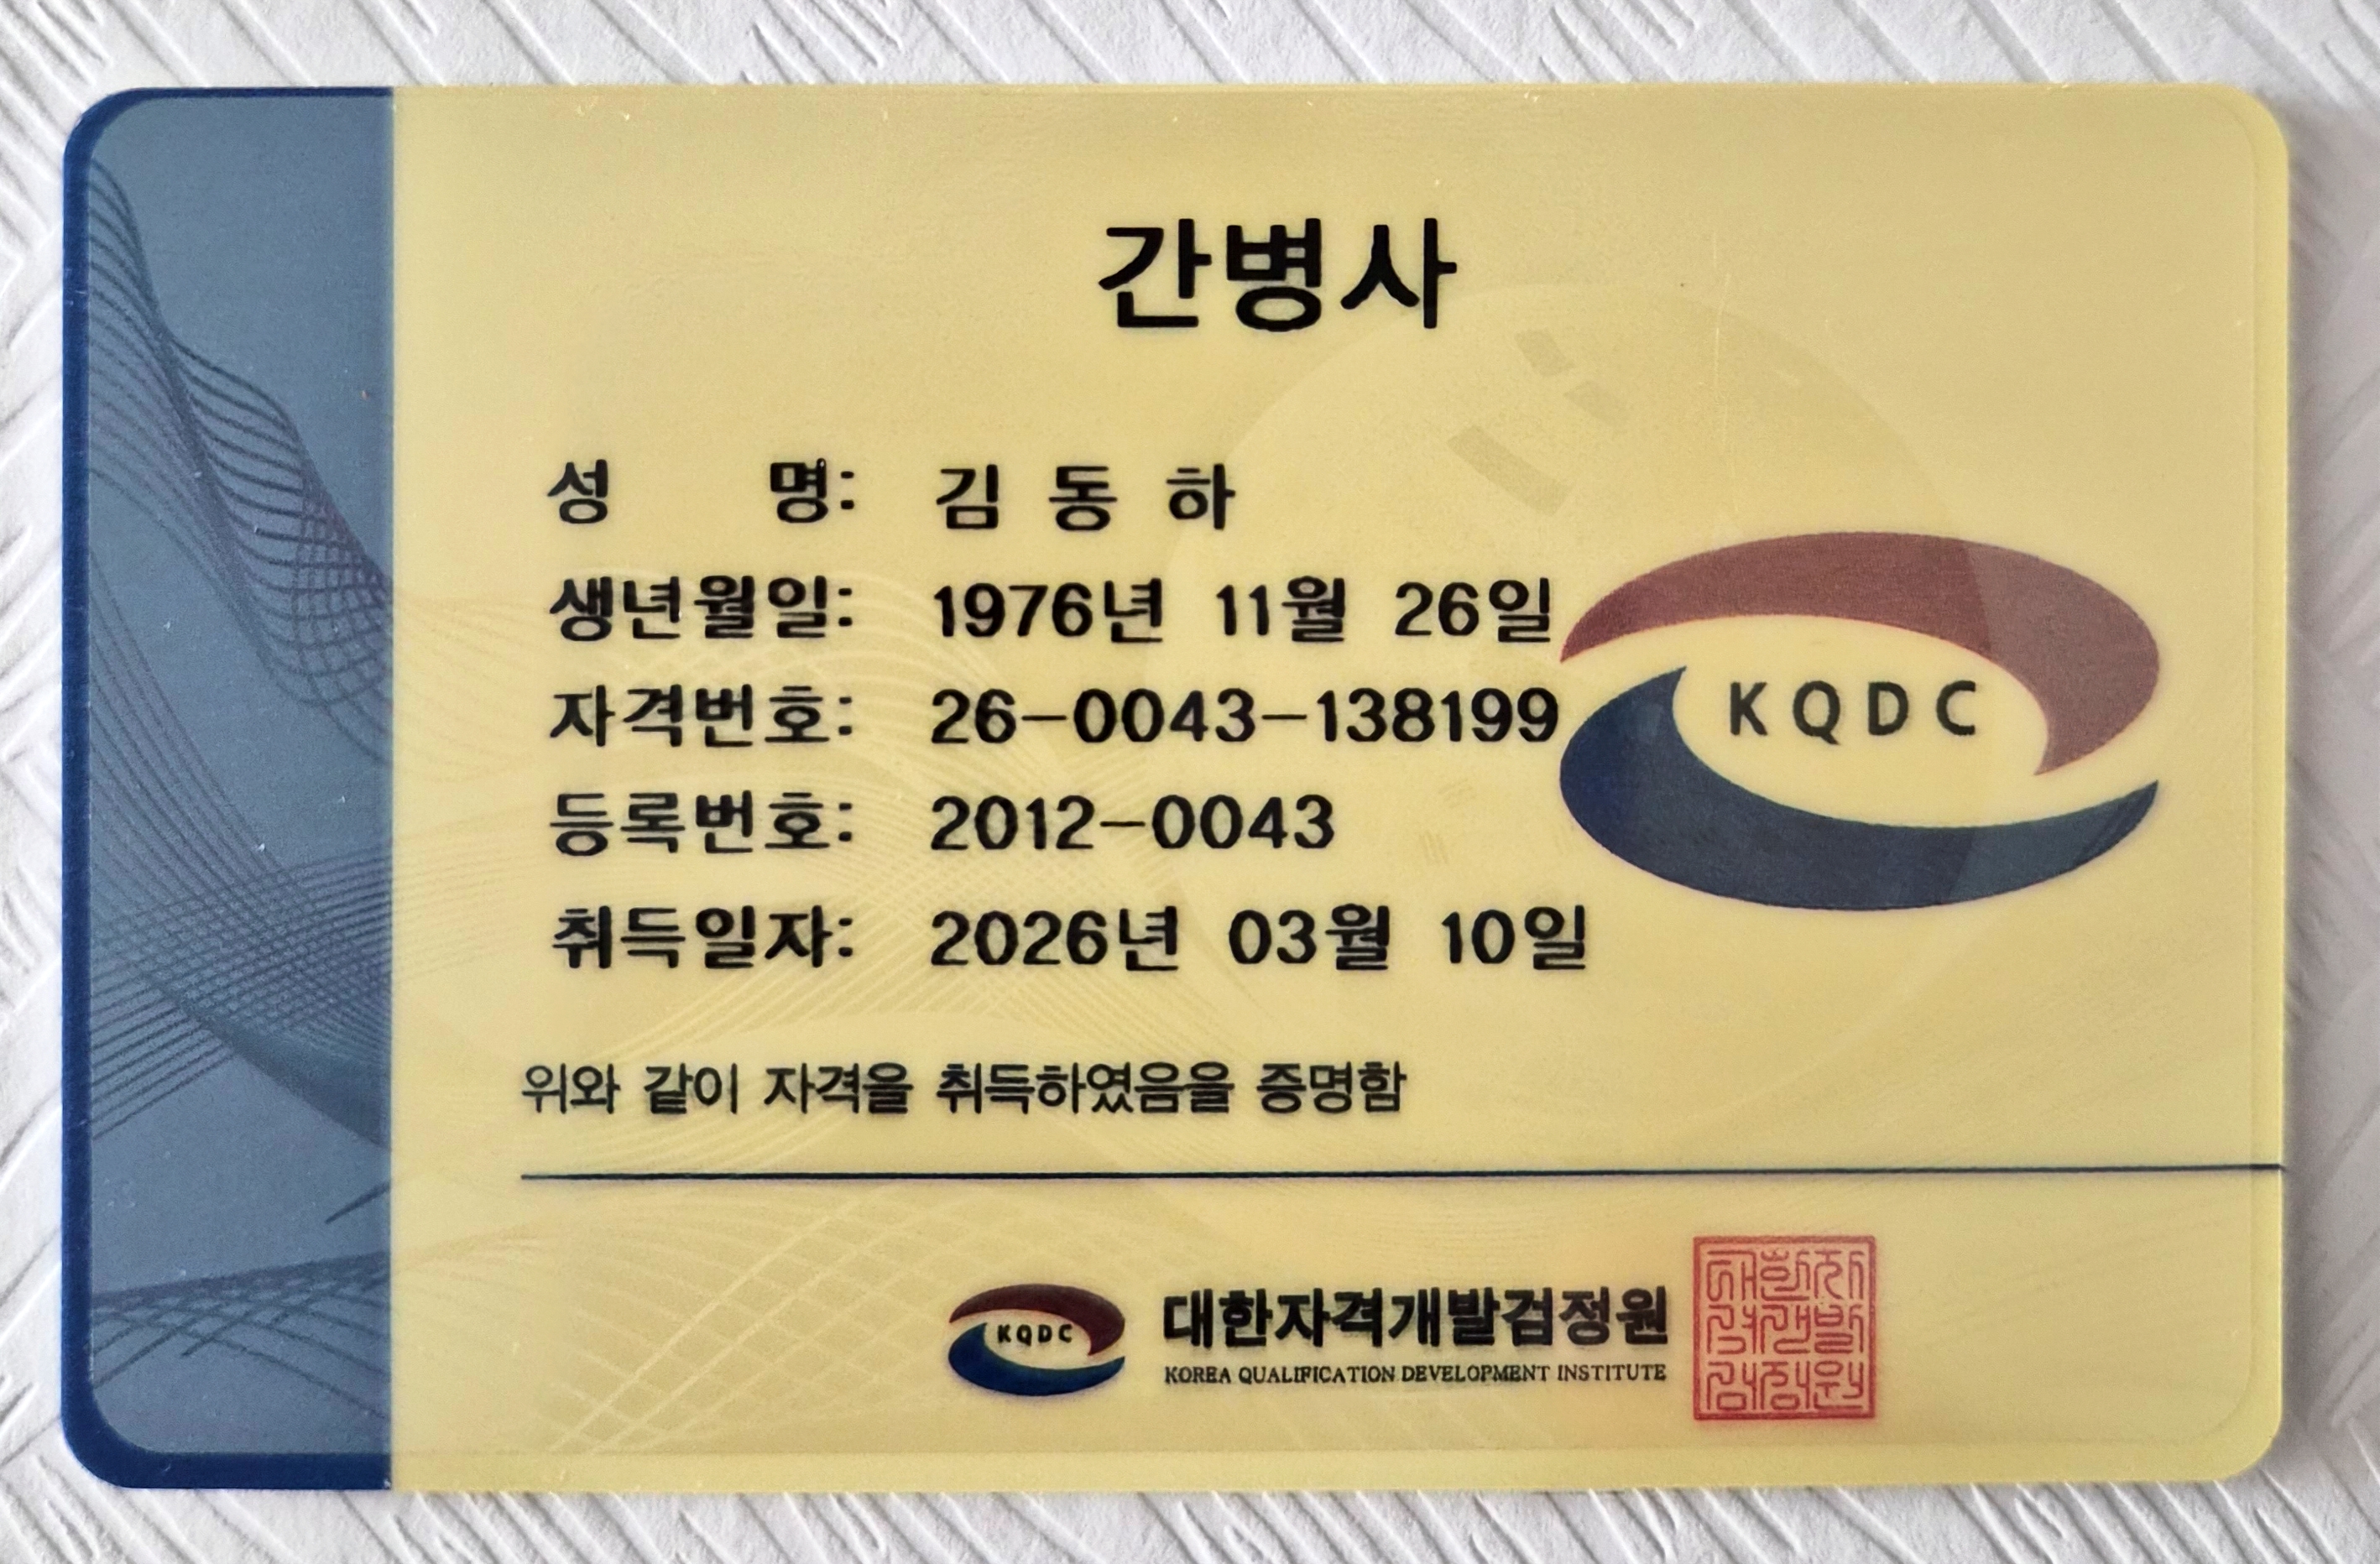 간병사
성 명: 김 동 하
생년월일: 1976년 11월 26일
자격번호: 26-0043-138199
KQDC
등록번호: 2012-0043
취득일자: 2026년 03월 10일
위와 같이 자격을 취득하였음을 증명함
KQDC
대한자격개발검정원
KOREA QUALIFICATION DEVELOPMENT INSTITUTE